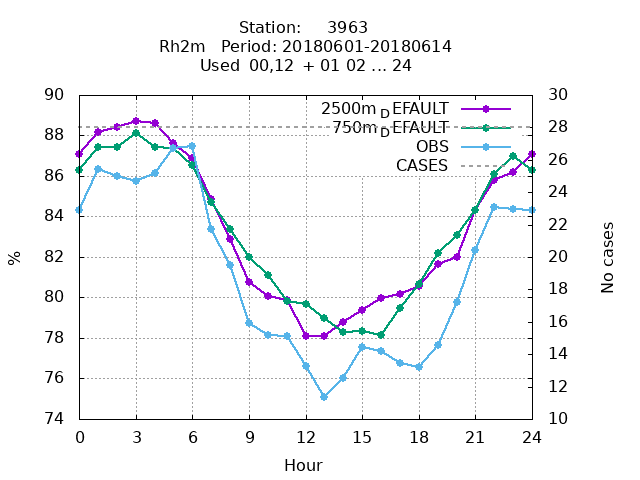 Station: 3963
Rh2m Period: 20180601-20180614
Used 00,12 + 01 02 ... 24
90 30
2500m DEFAULT
88 28
750m DEFAULT
OBS
CASES
86 26
24
84 22
82 20
80 18
78 16
14
76 12
74 10
%
No cases
0 3 6 9 12 15 18 21 24
Hour